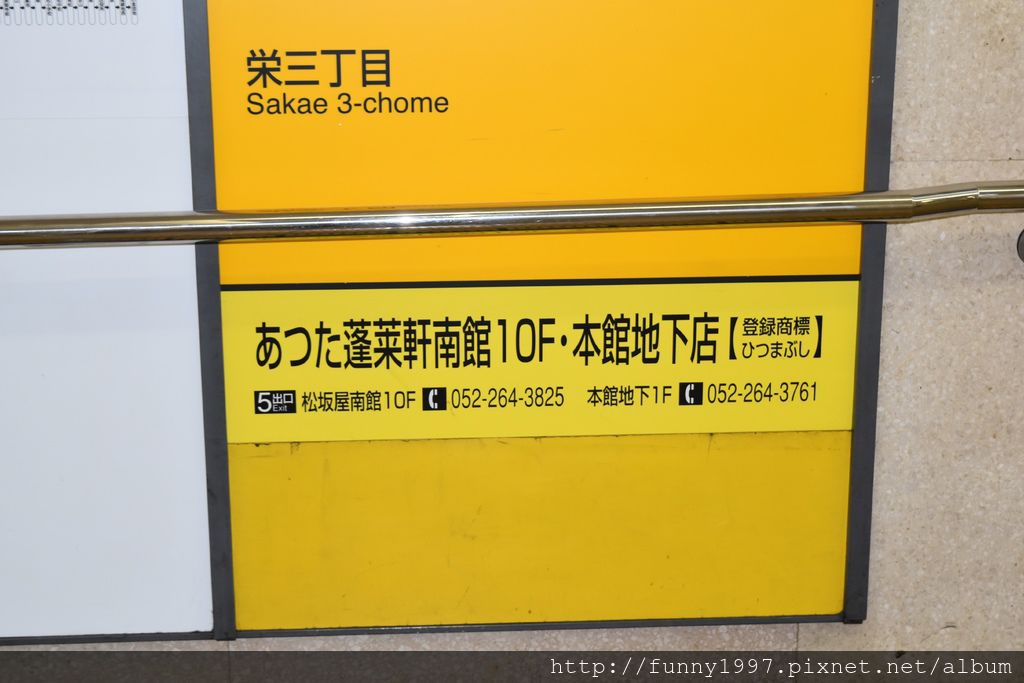 栄三丁目
Sakae 3-chome
あつた蓬莱軒南館10F・本館地下店【登録商標 ひつまぶし】
5出口 Exit 松坂屋南館10F 052-264-3825 本館地下1F 052-264-3761
http://funny1997.pixnet.net/album